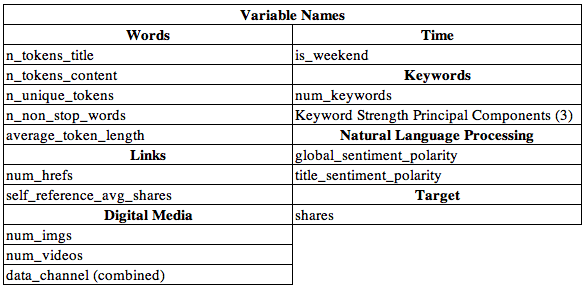 Variable Names
Words
n_tokens_title
n_tokens_content
n_unique_tokens
n_non_stop_words
average_token_length
Links
num_hrefs
self_reference_avg_shares
Digital Media
num_imgs
num_videos
data_channel (combined)
Time
is_weekend
Keywords
num_keywords
Keyword Strength Principal Components (3)
Natural Language Processing
global_sentiment_polarity
title_sentiment_polarity
Target
shares